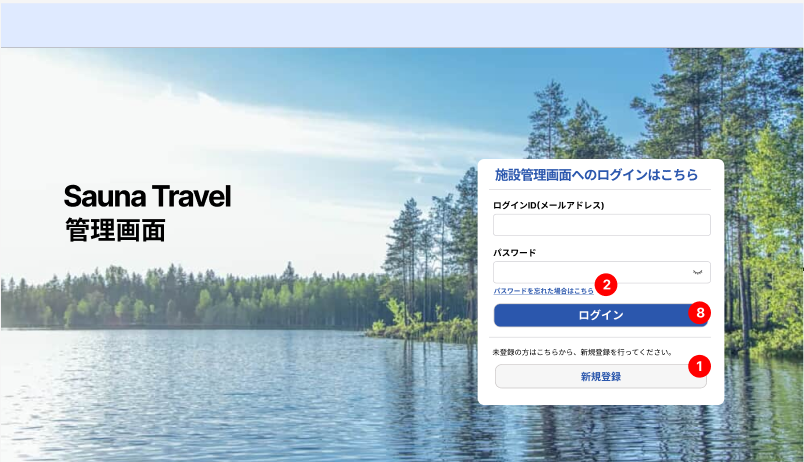 Sauna Travel
管理画面
施設管理画面へのログインはこちら
ログインID(メールアドレス)
パスワード
パスワードを忘れた場合はこちら
2
ログイン
8
未登録の方はこちらから、新規登録を行ってください。
1
新規登録